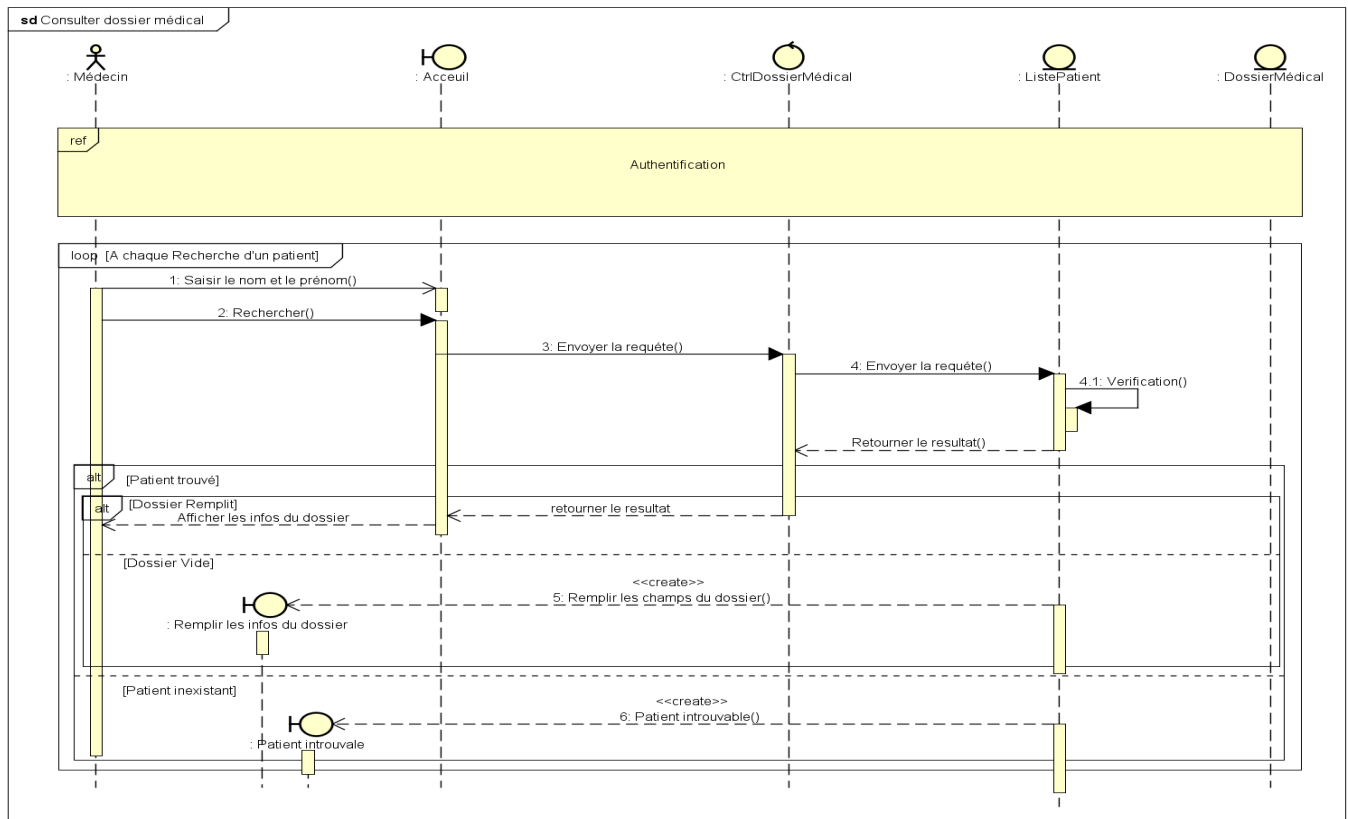 sd Consulter dossier médical
: Médecin
: Acceuil
: CtrlDossierMédical
: ListePatient
: DossierMédical
ref
Authentification
loop [A chaque Recherche d'un patient]
1: Saisir le nom et le prénom()
2: Rechercher()
3: Envoyer la requéte()
4: Envoyer la requéte()
4.1: Verification()
Retourner le resultat()
alt [Patient trouvé]
alt [Dossier Remplit]
retourner le resultat
Afficher les infos du dossier
[Dossier Vide]
<<create>>
5: Remplir les champs du dossier()
: Remplir les infos du dossier
[Patient inexistant]
<<create>>
6: Patient introuvable()
: Patient introuvale